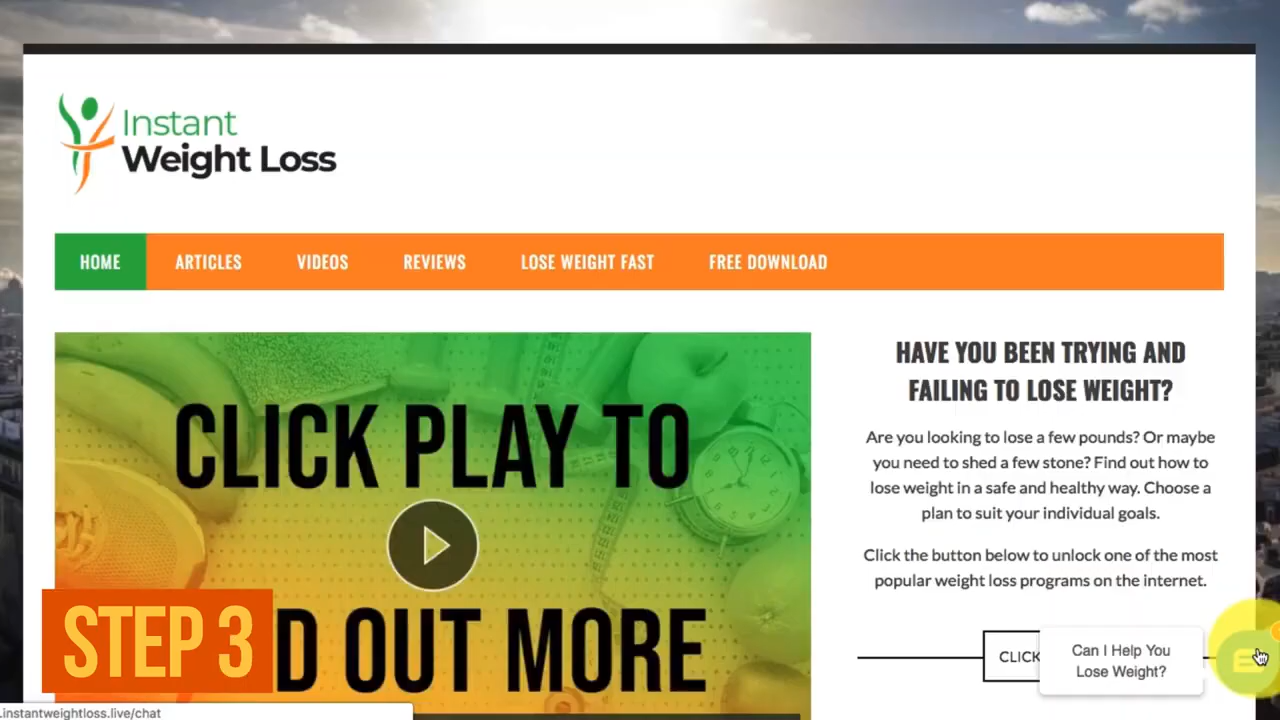 Instant
Weight Loss
HOME ARTICLES VIDEOS REVIEWS LOSE WEIGHT FAST FREE DOWNLOAD
CLICK PLAY TO
D OUT MORE
HAVE YOU BEEN TRYING AND
FAILING TO LOSE WEIGHT?
Are you looking to lose a few pounds? Or maybe
you need to shed a few stone? Find out how to
lose weight in a safe and healthy way. Choose a
plan to suit your individual goals.
Click the button below to unlock one of the most
popular weight loss programs on the internet.
CLICK
Can I Help You
Lose Weight?
STEP 3
.instantweightloss.live/chat